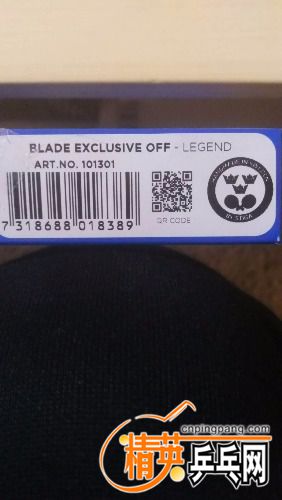 BLADE EXCLUSIVE OFF - LEGEND
ART.NO. 101301
7 318688 018389
QR CODE
cnpingpang.com
精英乒乓网